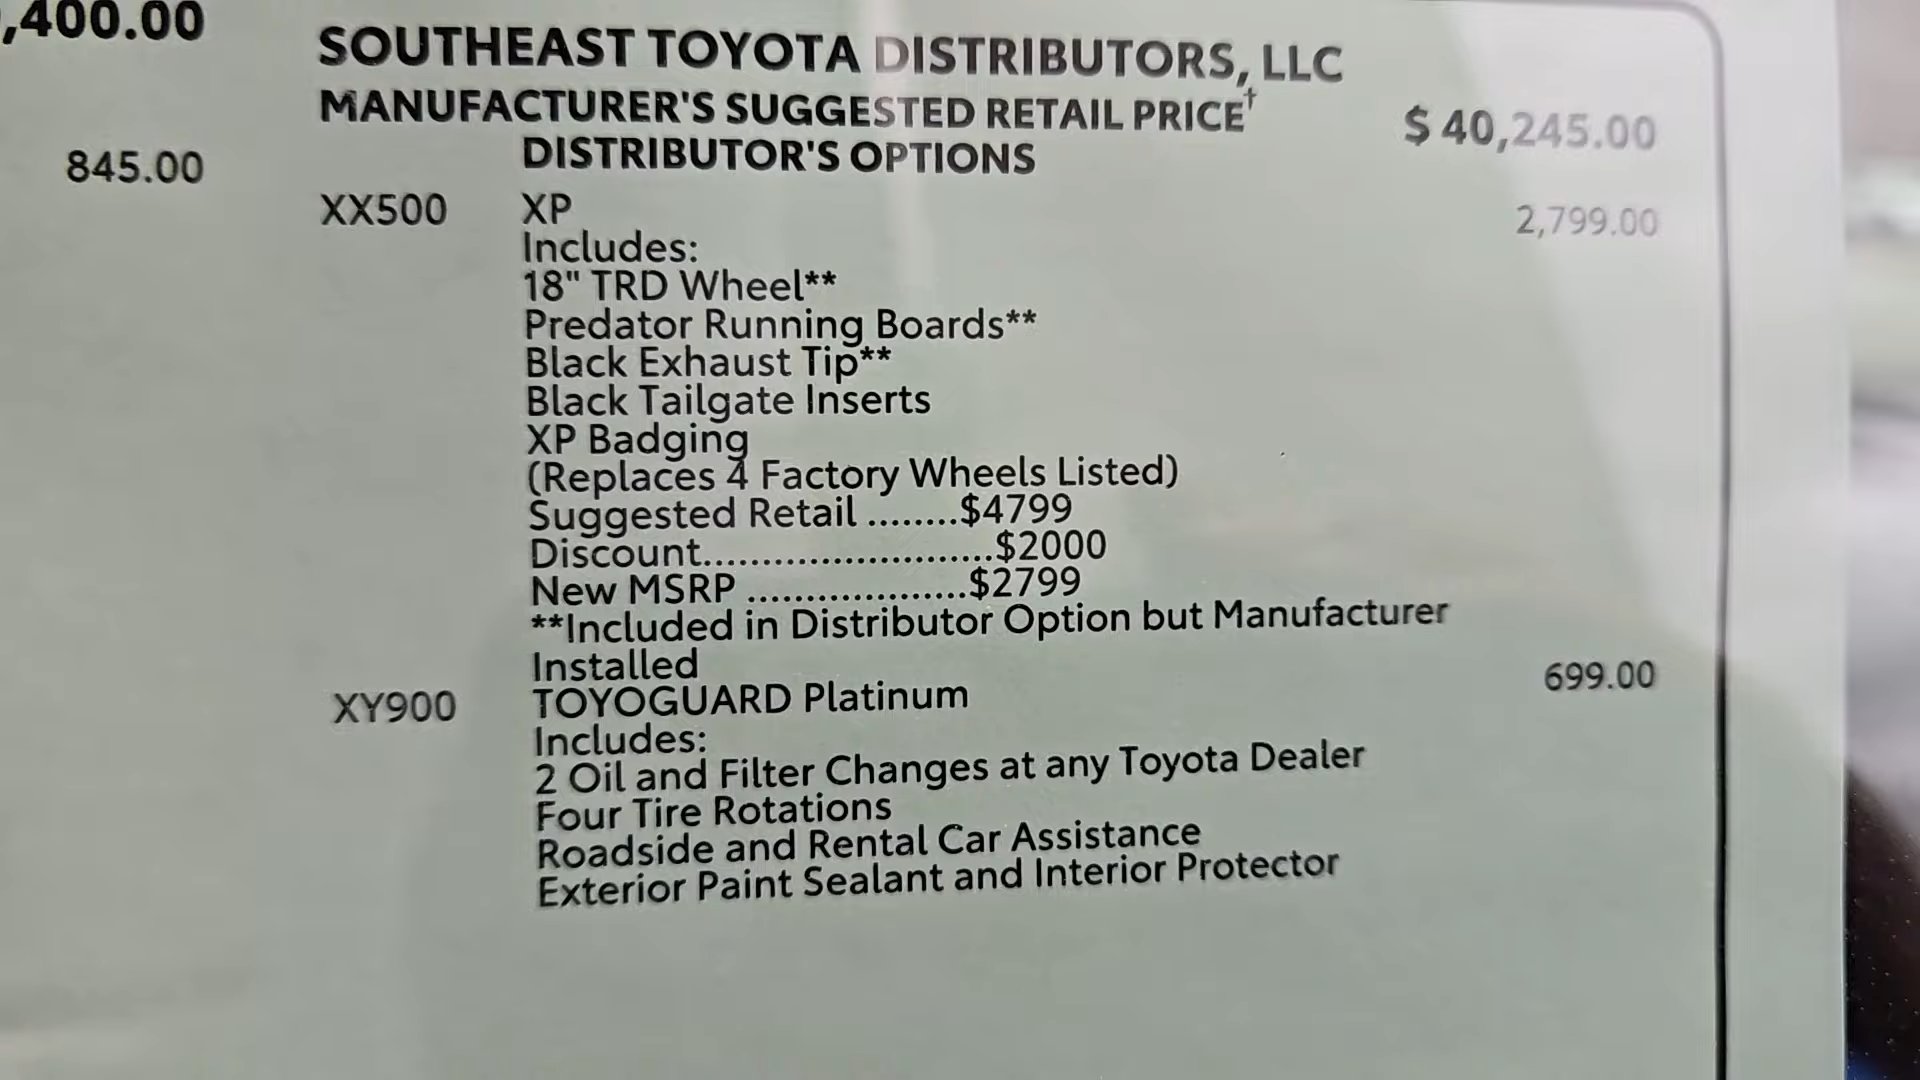 ,400.00
SOUTHEAST TOYOTA DISTRIBUTORS, LLC
MANUFACTURER'S SUGGESTED RETAIL PRICE† $ 40,245.00
DISTRIBUTOR'S OPTIONS
845.00
XX500 XP 2,799.00
Includes:
18" TRD Wheel**
Predator Running Boards**
Black Exhaust Tip**
Black Tailgate Inserts
XP Badging
(Replaces 4 Factory Wheels Listed)
Suggested Retail ........$4799
Discount.........................$2000
New MSRP ...................$2799
**Included in Distributor Option but Manufacturer
Installed
XY900 TOYOGUARD Platinum 699.00
Includes:
2 Oil and Filter Changes at any Toyota Dealer
Four Tire Rotations
Roadside and Rental Car Assistance
Exterior Paint Sealant and Interior Protector